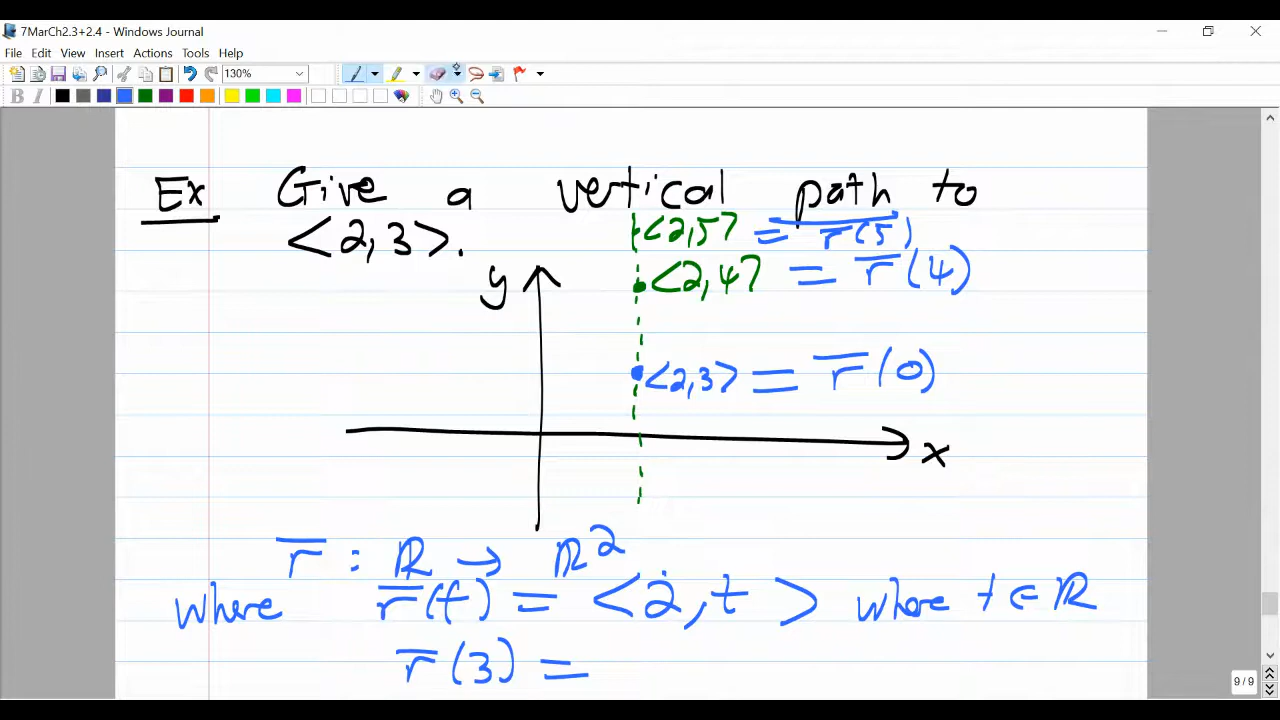 7MarCh2.3+2.4 - Windows Journal
File Edit View Insert Actions Tools Help
130%
B I
Ex Give a vertical path to
<2,3>.
<2,5> = r̅(5)
<2,4> = r̅(4)
y
<2,3> = r̅(0)
x
r̅ : ℝ → ℝ²
where r̅(t) = <2, t> where t ∈ ℝ
r̅(3) =
9/9